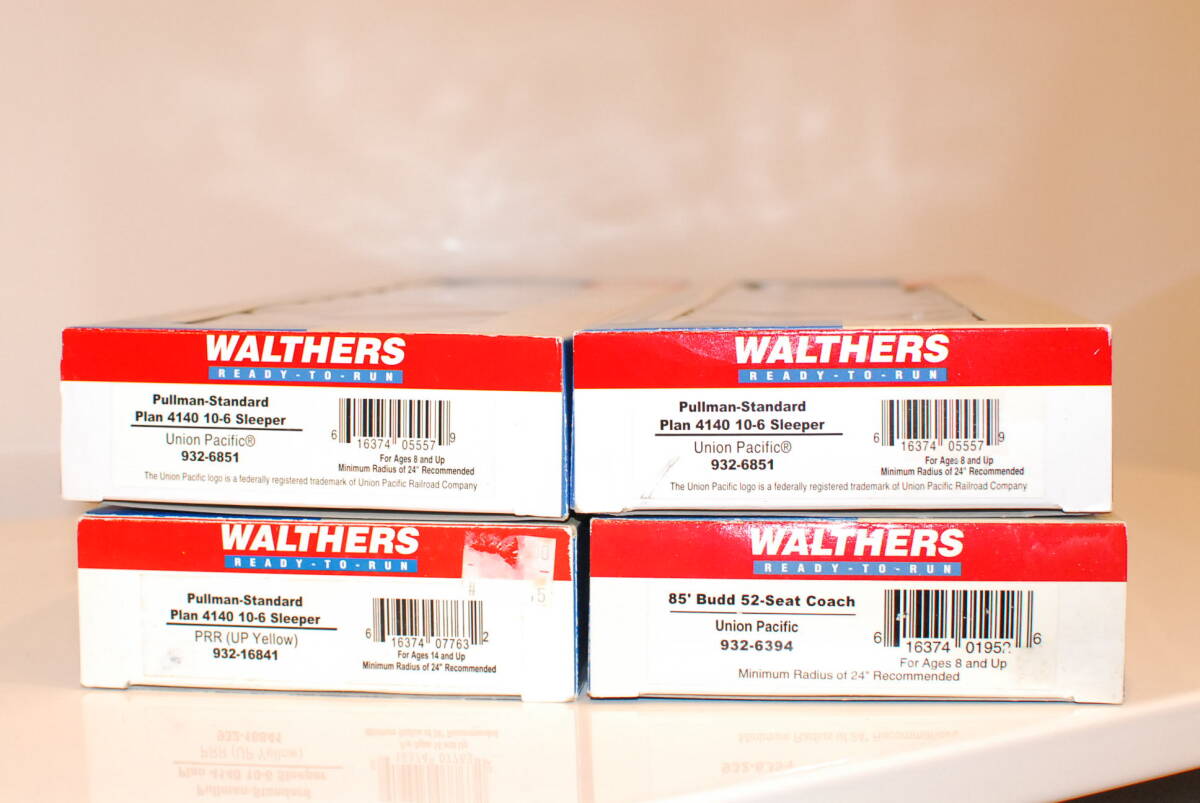 WALTHERS
READY-TO-RUN
Pullman-Standard
Plan 4140 10-6 Sleeper
Union Pacific®
932-6851
6 16374 05557 9
For Ages 8 and Up
Minimum Radius of 24" Recommended
The Union Pacific logo is a federally registered trademark of Union Pacific Railroad Company
WALTHERS
READY-TO-RUN
Pullman-Standard
Plan 4140 10-6 Sleeper
Union Pacific®
932-6851
6 16374 05557 9
For Ages 8 and Up
Minimum Radius of 24" Recommended
The Union Pacific logo is a federally registered trademark of Union Pacific Railroad Company
WALTHERS
READY-TO-RUN
Pullman-Standard
Plan 4140 10-6 Sleeper
PRR (UP Yellow)
932-16841
6 16374 07763 2
For Ages 14 and Up
Minimum Radius of 24" Recommended
WALTHERS
READY-TO-RUN
85' Budd 52-Seat Coach
Union Pacific
932-6394
6 16374 6
For Ages 8 and Up
Minimum Radius of 24" Recommended